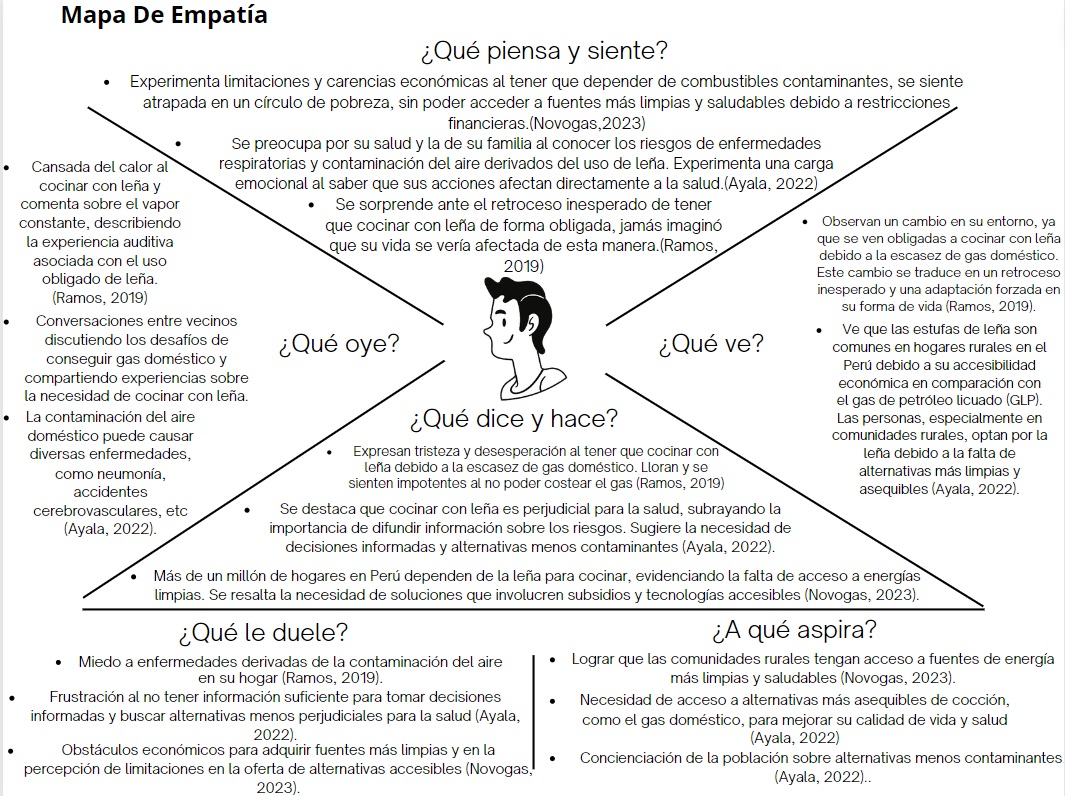 Mapa De Empatía
¿Qué piensa y siente?
• Experimenta limitaciones y carencias económicas al tener que depender de combustibles contaminantes, se siente
atrapada en un círculo de pobreza, sin poder acceder a fuentes más limpias y saludables debido a restricciones
financieras.(Novogas,2023)
• Se preocupa por su salud y la de su familia al conocer los riesgos de enfermedades
respiratorias y contaminación del aire derivados del uso de leña. Experimenta una carga
emocional al saber que sus acciones afectan directamente a la salud.(Ayala, 2022)
• Se sorprende ante el retroceso inesperado de tener
que cocinar con leña de forma obligada, jamás imaginó
que su vida se vería afectada de esta manera.(Ramos,
2019)
• Cansada del calor al
cocinar con leña y
comenta sobre el vapor
constante, describiendo
la experiencia auditiva
asociada con el uso
obligado de leña.
(Ramos, 2019)
• Conversaciones entre vecinos
discutiendo los desafíos de
conseguir gas doméstico y
compartiendo experiencias sobre
la necesidad de cocinar con leña.
• La contaminación del aire
doméstico puede causar
diversas enfermedades,
como neumonía,
accidentes
cerebrovasculares, etc
(Ayala, 2022).
¿Qué oye?
¿Qué ve?
• Observan un cambio en su entorno, ya
que se ven obligadas a cocinar con leña
debido a la escasez de gas doméstico.
Este cambio se traduce en un retroceso
inesperado y una adaptación forzada en
su forma de vida (Ramos, 2019).
• Ve que las estufas de leña son
comunes en hogares rurales en el
Perú debido a su accesibilidad
económica en comparación con
el gas de petróleo licuado (GLP).
Las personas, especialmente en
comunidades rurales, optan por la
leña debido a la falta de
alternativas más limpias y
asequibles (Ayala, 2022).
¿Qué dice y hace?
• Expresan tristeza y desesperación al tener que cocinar con
leña debido a la escasez de gas doméstico. Lloran y se
sienten impotentes al no poder costear el gas (Ramos, 2019)
• Se destaca que cocinar con leña es perjudicial para la salud, subrayando la
importancia de difundir información sobre los riesgos. Sugiere la necesidad de
decisiones informadas y alternativas menos contaminantes (Ayala, 2022).
• Más de un millón de hogares en Perú dependen de la leña para cocinar, evidenciando la falta de acceso a energías
limpias. Se resalta la necesidad de soluciones que involucren subsidios y tecnologías accesibles (Novogas, 2023).
¿Qué le duele?
• Miedo a enfermedades derivadas de la contaminación del aire
en su hogar (Ramos, 2019).
• Frustración al no tener información suficiente para tomar decisiones
informadas y buscar alternativas menos perjudiciales para la salud (Ayala,
2022).
• Obstáculos económicos para adquirir fuentes más limpias y en la
percepción de limitaciones en la oferta de alternativas accesibles (Novogas,
2023).
¿A qué aspira?
• Lograr que las comunidades rurales tengan acceso a fuentes de energía
más limpias y saludables (Novogas, 2023).
• Necesidad de acceso a alternativas más asequibles de cocción,
como el gas doméstico, para mejorar su calidad de vida y salud
(Ayala, 2022)
• Concienciación de la población sobre alternativas menos contaminantes
(Ayala, 2022)..